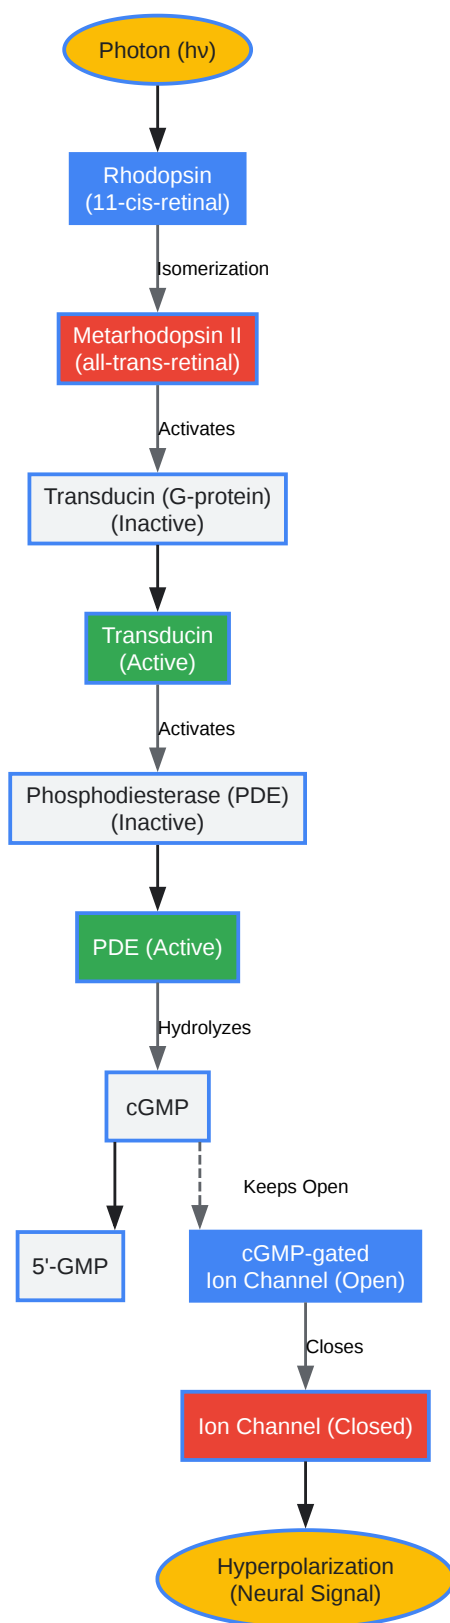 Photon (hν)
Rhodopsin
(11-cis-retinal)
Isomerization
Metarhodopsin II
(all-trans-retinal)
Activates
Transducin (G-protein)
(Inactive)
Transducin
(Active)
Activates
Phosphodiesterase (PDE)
(Inactive)
PDE (Active)
Hydrolyzes
cGMP
Keeps Open
5'-GMP
cGMP-gated
Ion Channel (Open)
Closes
Ion Channel (Closed)
Hyperpolarization
(Neural Signal)